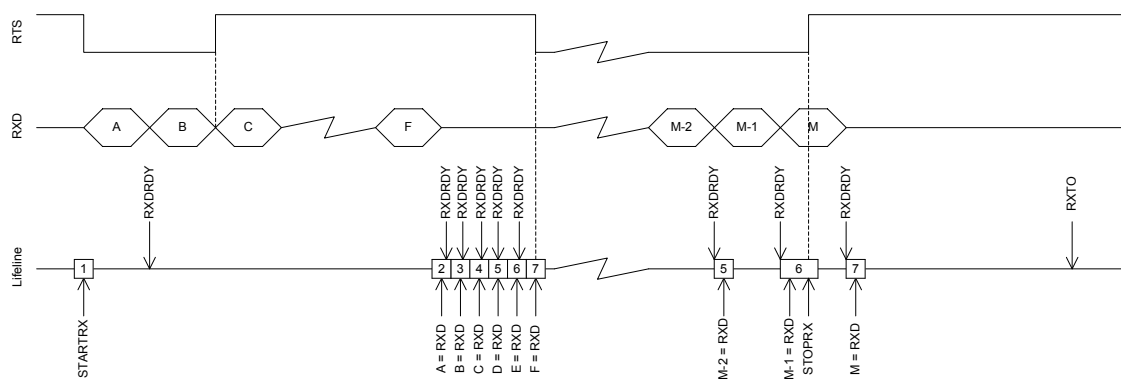 RTS
RXD
A
B
C
F
M-2
M-1
M
RXDRDY
RXDRDY
RXDRDY
RXDRDY
RXDRDY
RXDRDY
RXDRDY
RXDRDY
RXDRDY
RXTO
Lifeline
1
2
3
4
5
6
7
5
6
7
STARTRX
A = RXD
B = RXD
C = RXD
D = RXD
E = RXD
F = RXD
M-2 = RXD
M-1 = RXD
STOPRX
M = RXD